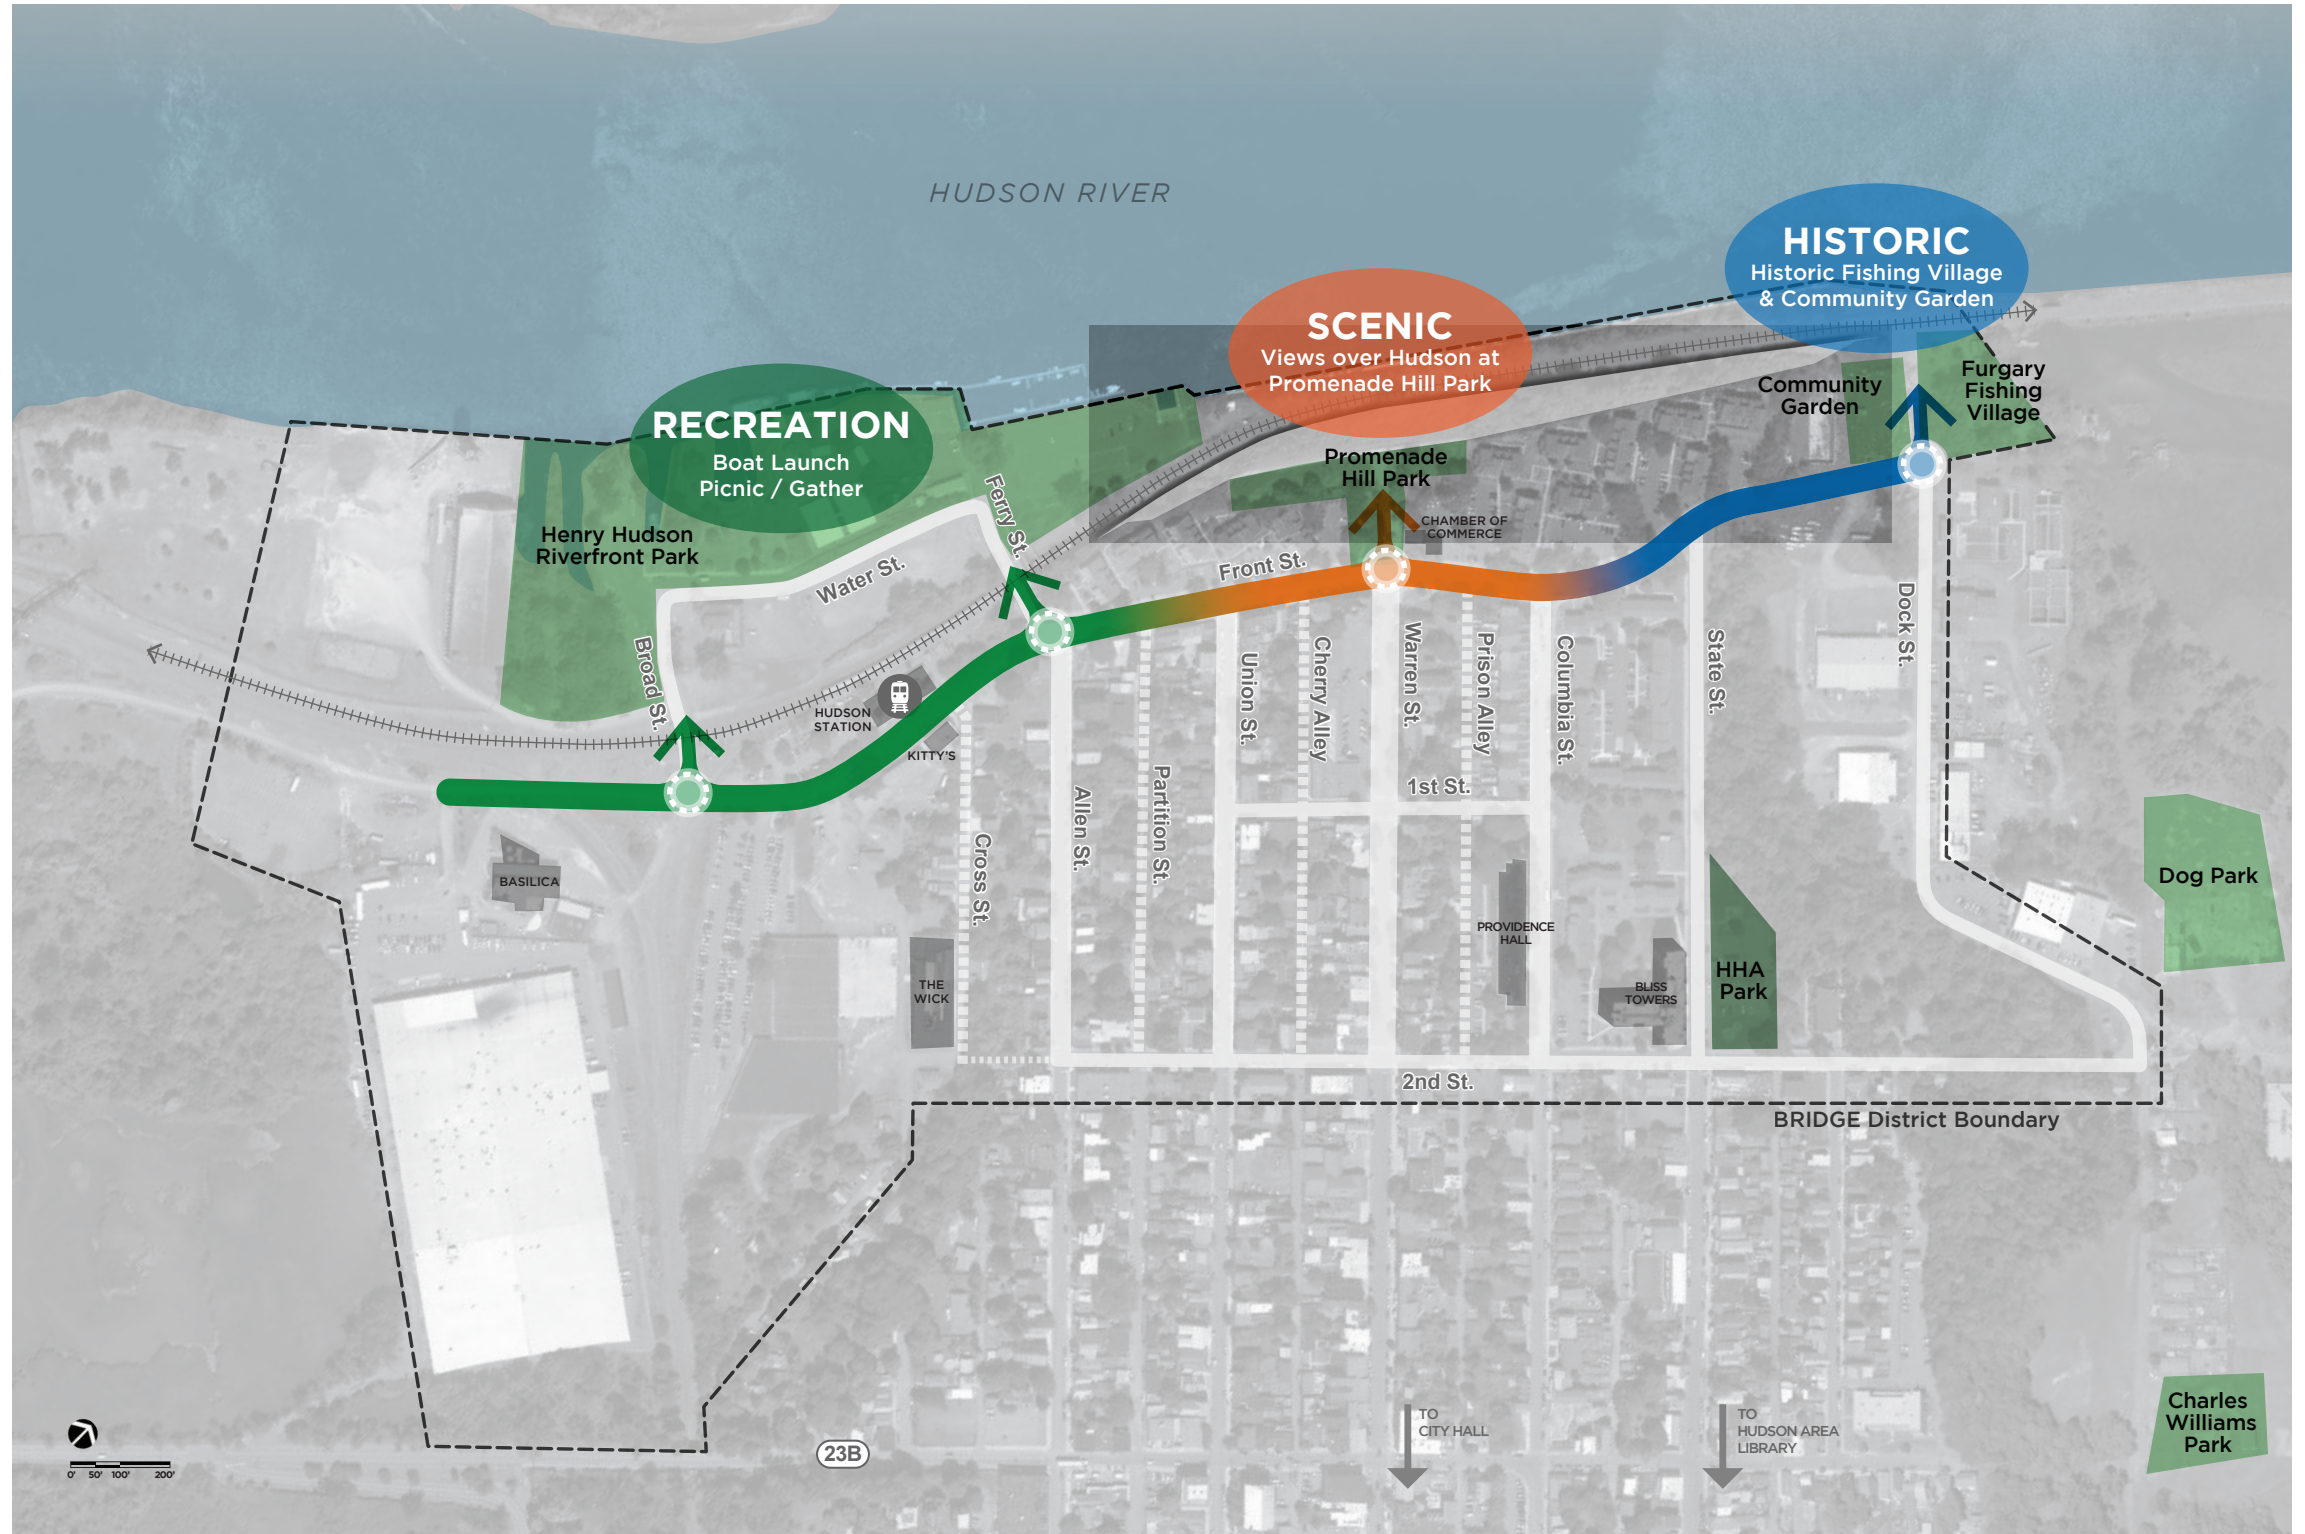 HUDSON RIVER
HISTORIC
Historic Fishing Village
& Community Garden
SCENIC
Views over Hudson at
Promenade Hill Park
RECREATION
Boat Launch
Picnic / Gather
Community
Garden
Furgary
Fishing
Village
Promenade
Hill Park
CHAMBER OF
COMMERCE
Henry Hudson
Riverfront Park
Ferry St.
Water St.
Front St.
Broad St.
HUDSON
STATION
KITTY'S
Dock St.
Union St.
Cherry Alley
Warren St.
Prison Alley
Columbia St.
State St.
1st St.
Allen St.
Partition St.
Cross St.
BASILICA
THE
WICK
PROVIDENCE
HALL
BLISS
TOWERS
HHA
Park
Dog Park
2nd St.
BRIDGE District Boundary
Charles
Williams
Park
TO
CITY HALL
TO
HUDSON AREA
LIBRARY
23B
0' 50' 100' 200'